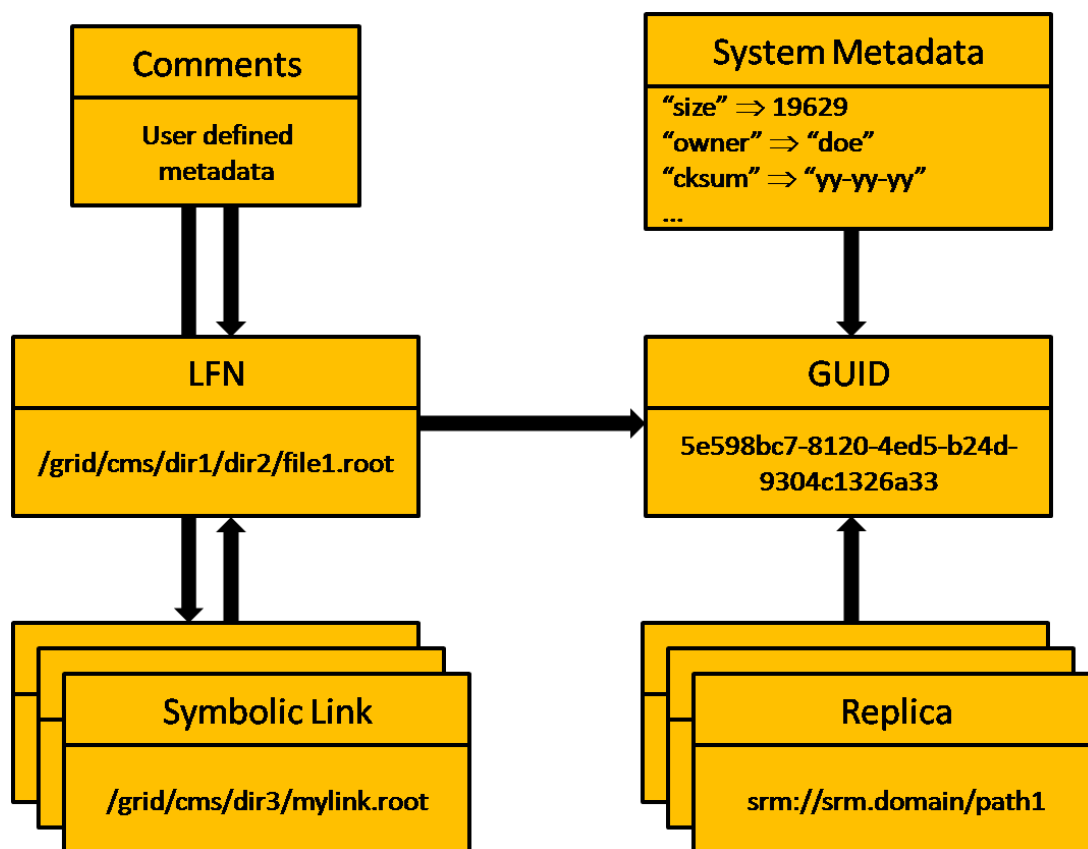 Comments
User defined
metadata
System Metadata
“size” ⇒ 19629
“owner” ⇒ “doe”
“cksum” ⇒ “yy-yy-yy”
...
LFN
/grid/cms/dir1/dir2/file1.root
GUID
5e598bc7-8120-4ed5-b24d-
9304c1326a33
Symbolic Link
/grid/cms/dir3/mylink.root
Replica
srm://srm.domain/path1